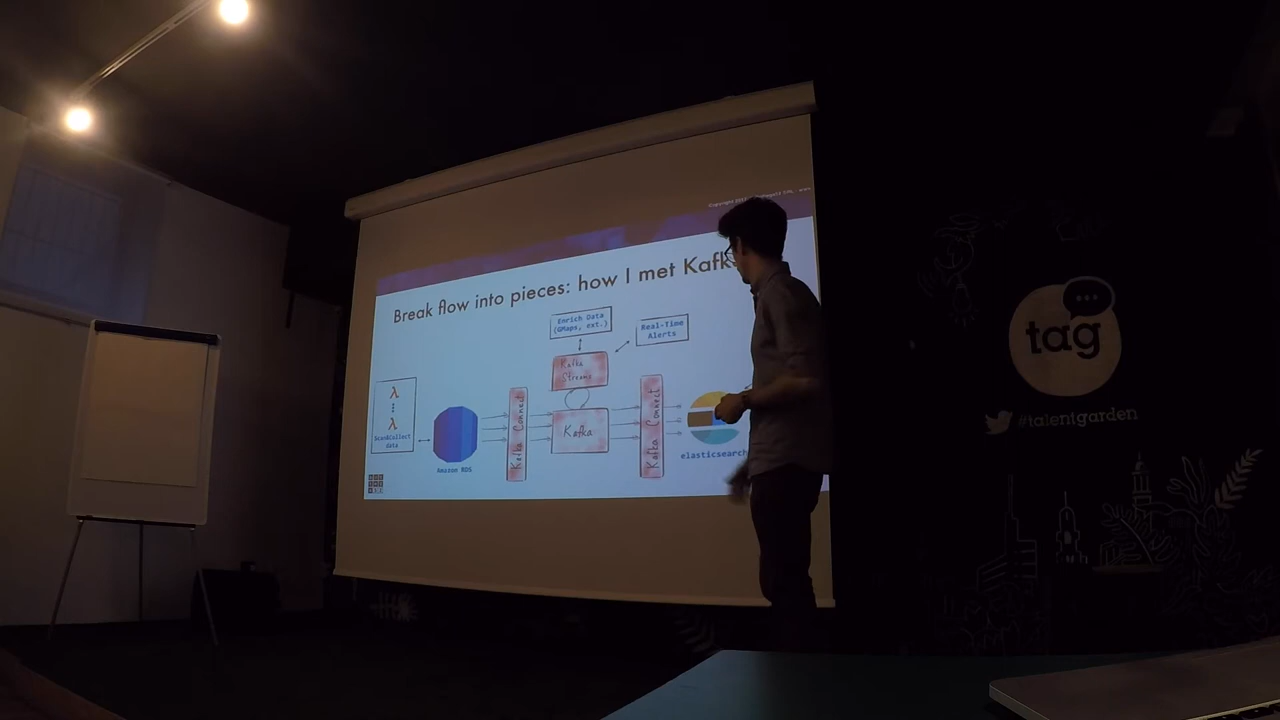 Break flow into pieces: how I met Kafk
Enrich Data
(GMaps, ext.)
Real-Time
Alerts
Kafka
Streams
λ
λ
Scan&Collect
data
Amazon RDS
Kafka Connect
Kafka
Kafka Connect
elasticsearch
tag
#talentgarden